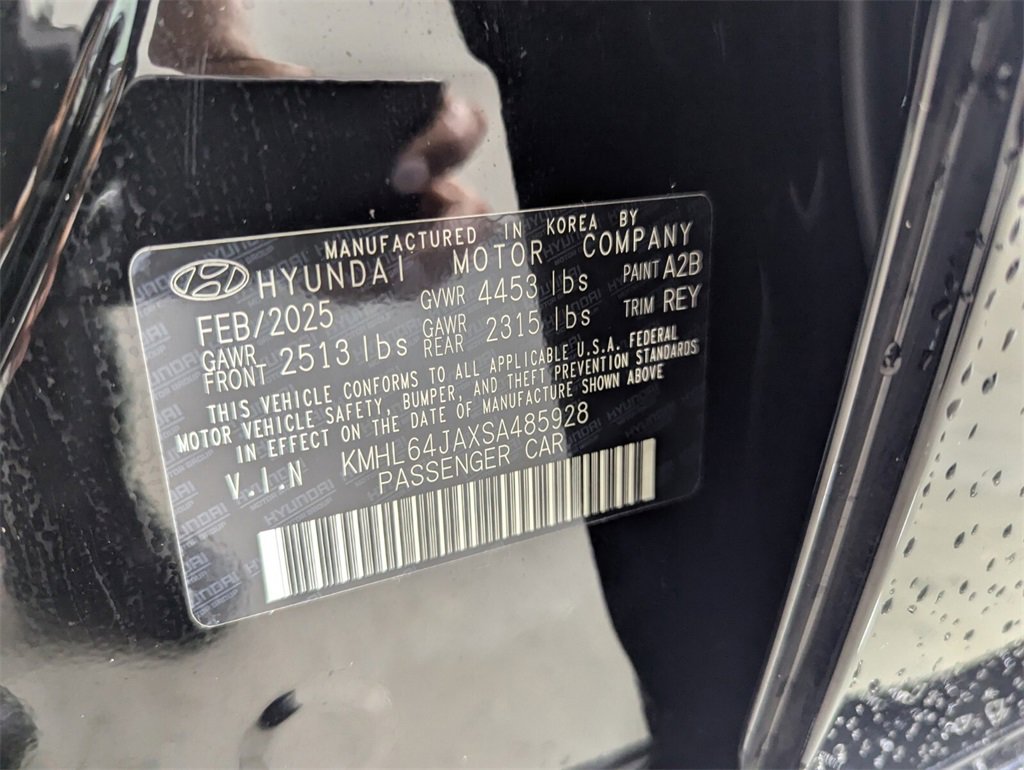 MANUFACTURED IN KOREA BY
HYUNDAI MOTOR COMPANY
FEB/2025 GVWR 4453 lbs PAINT A2B
GAWR FRONT 2513 lbs GAWR REAR 2315 lbs TRIM REY
THIS VEHICLE CONFORMS TO ALL APPLICABLE U.S.A. FEDERAL
MOTOR VEHICLE SAFETY, BUMPER, AND THEFT PREVENTION STANDARDS
IN EFFECT ON THE DATE OF MANUFACTURE SHOWN ABOVE
V.I.N KMHL64JAXSA485928
PASSENGER CAR